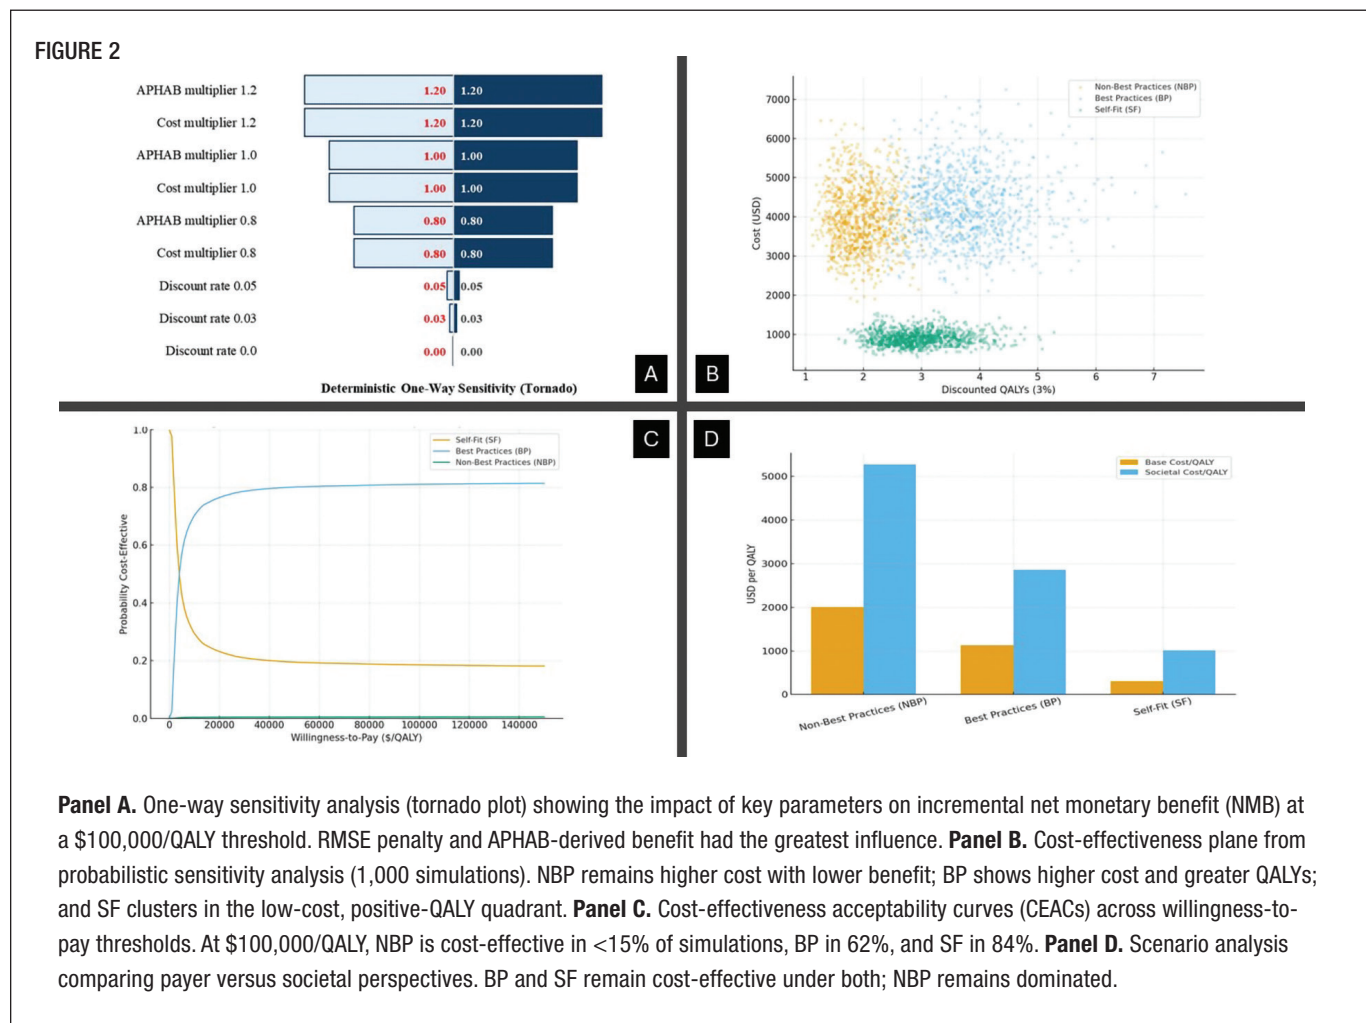 FIGURE 2
APHAB multiplier 1.2 1.20 1.20
Cost multiplier 1.2 1.20 1.20
APHAB multiplier 1.0 1.00 1.00
Cost multiplier 1.0 1.00 1.00
APHAB multiplier 0.8 0.80 0.80
Cost multiplier 0.8 0.80 0.80
Discount rate 0.05 0.05 0.05
Discount rate 0.03 0.03 0.03
Discount rate 0.0 0.00 0.00
Deterministic One-Way Sensitivity (Tornado)
A
Non-Best Practices (NBP)
Best Practices (BP)
Self-Fit (SF)
Cost (USD)
7000
6000
5000
4000
3000
2000
1000
1 2 3 4 5 6 7
Discounted QALYs (3%)
B
Self-Fit (SF)
Best Practices (BP)
Non-Best Practices (NBP)
Probability Cost-Effective
1.0
0.8
0.6
0.4
0.2
0.0
0 20000 40000 60000 80000 100000 120000 140000
Willingness-to-Pay ($/QALY)
C
D
Base Cost/QALY
Societal Cost/QALY
USD per QALY
5000
4000
3000
2000
1000
0
Non-Best Practices (NBP) Best Practices (BP) Self-Fit (SF)
Panel A. One-way sensitivity analysis (tornado plot) showing the impact of key parameters on incremental net monetary benefit (NMB) at
a $100,000/QALY threshold. RMSE penalty and APHAB-derived benefit had the greatest influence. Panel B. Cost-effectiveness plane from
probabilistic sensitivity analysis (1,000 simulations). NBP remains higher cost with lower benefit; BP shows higher cost and greater QALYs;
and SF clusters in the low-cost, positive-QALY quadrant. Panel C. Cost-effectiveness acceptability curves (CEACs) across willingness-to-
pay thresholds. At $100,000/QALY, NBP is cost-effective in <15% of simulations, BP in 62%, and SF in 84%. Panel D. Scenario analysis
comparing payer versus societal perspectives. BP and SF remain cost-effective under both; NBP remains dominated.